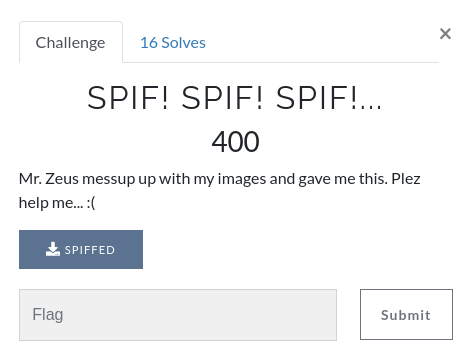 Challenge
16 Solves
×
SPIF! SPIF! SPIF!...
400
Mr. Zeus messup up with my images and gave me this. Plez
help me... :(
SPIFFED
Flag
Submit